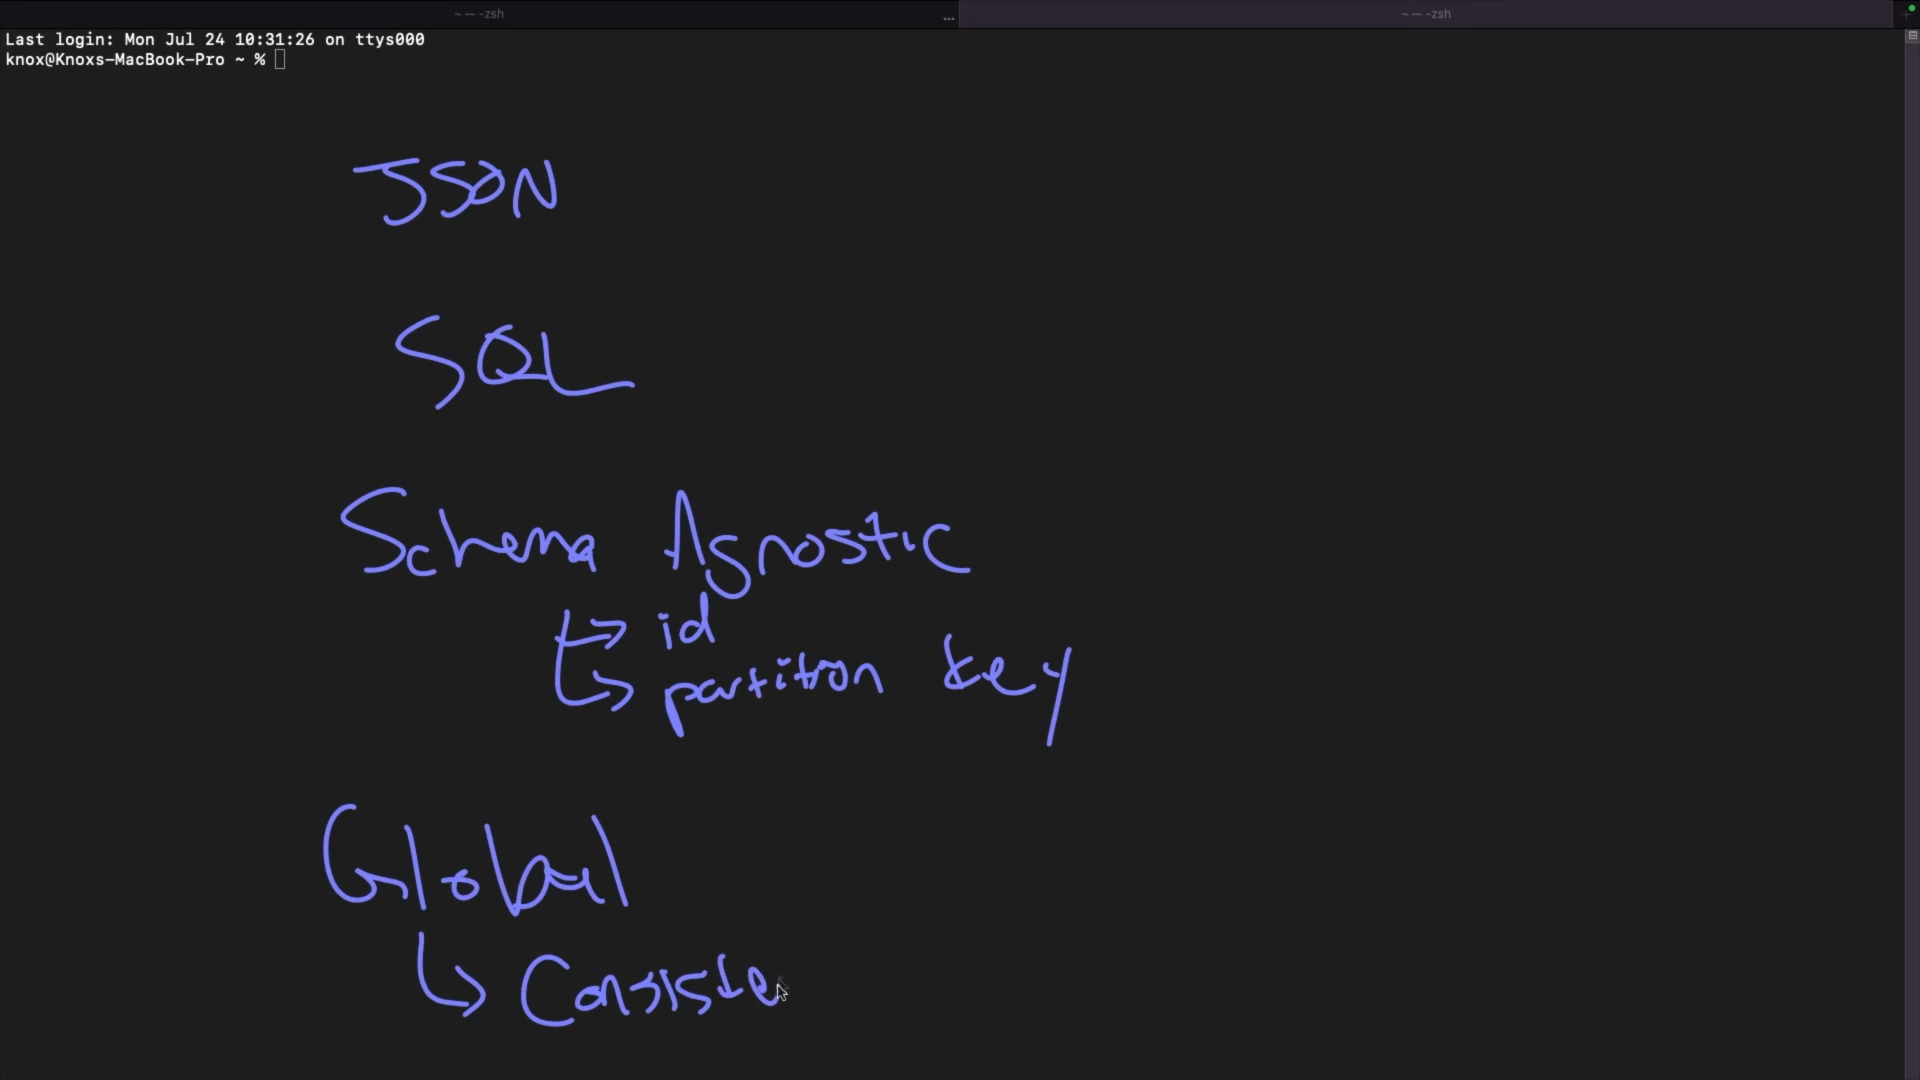 ~ — -zsh ... ~ — -zsh +
Last login: Mon Jul 24 10:31:26 on ttys000
knox@Knoxs-MacBook-Pro ~ %
JSON
SQL
Schema Agnostic
id
partition key
Global
Consiste